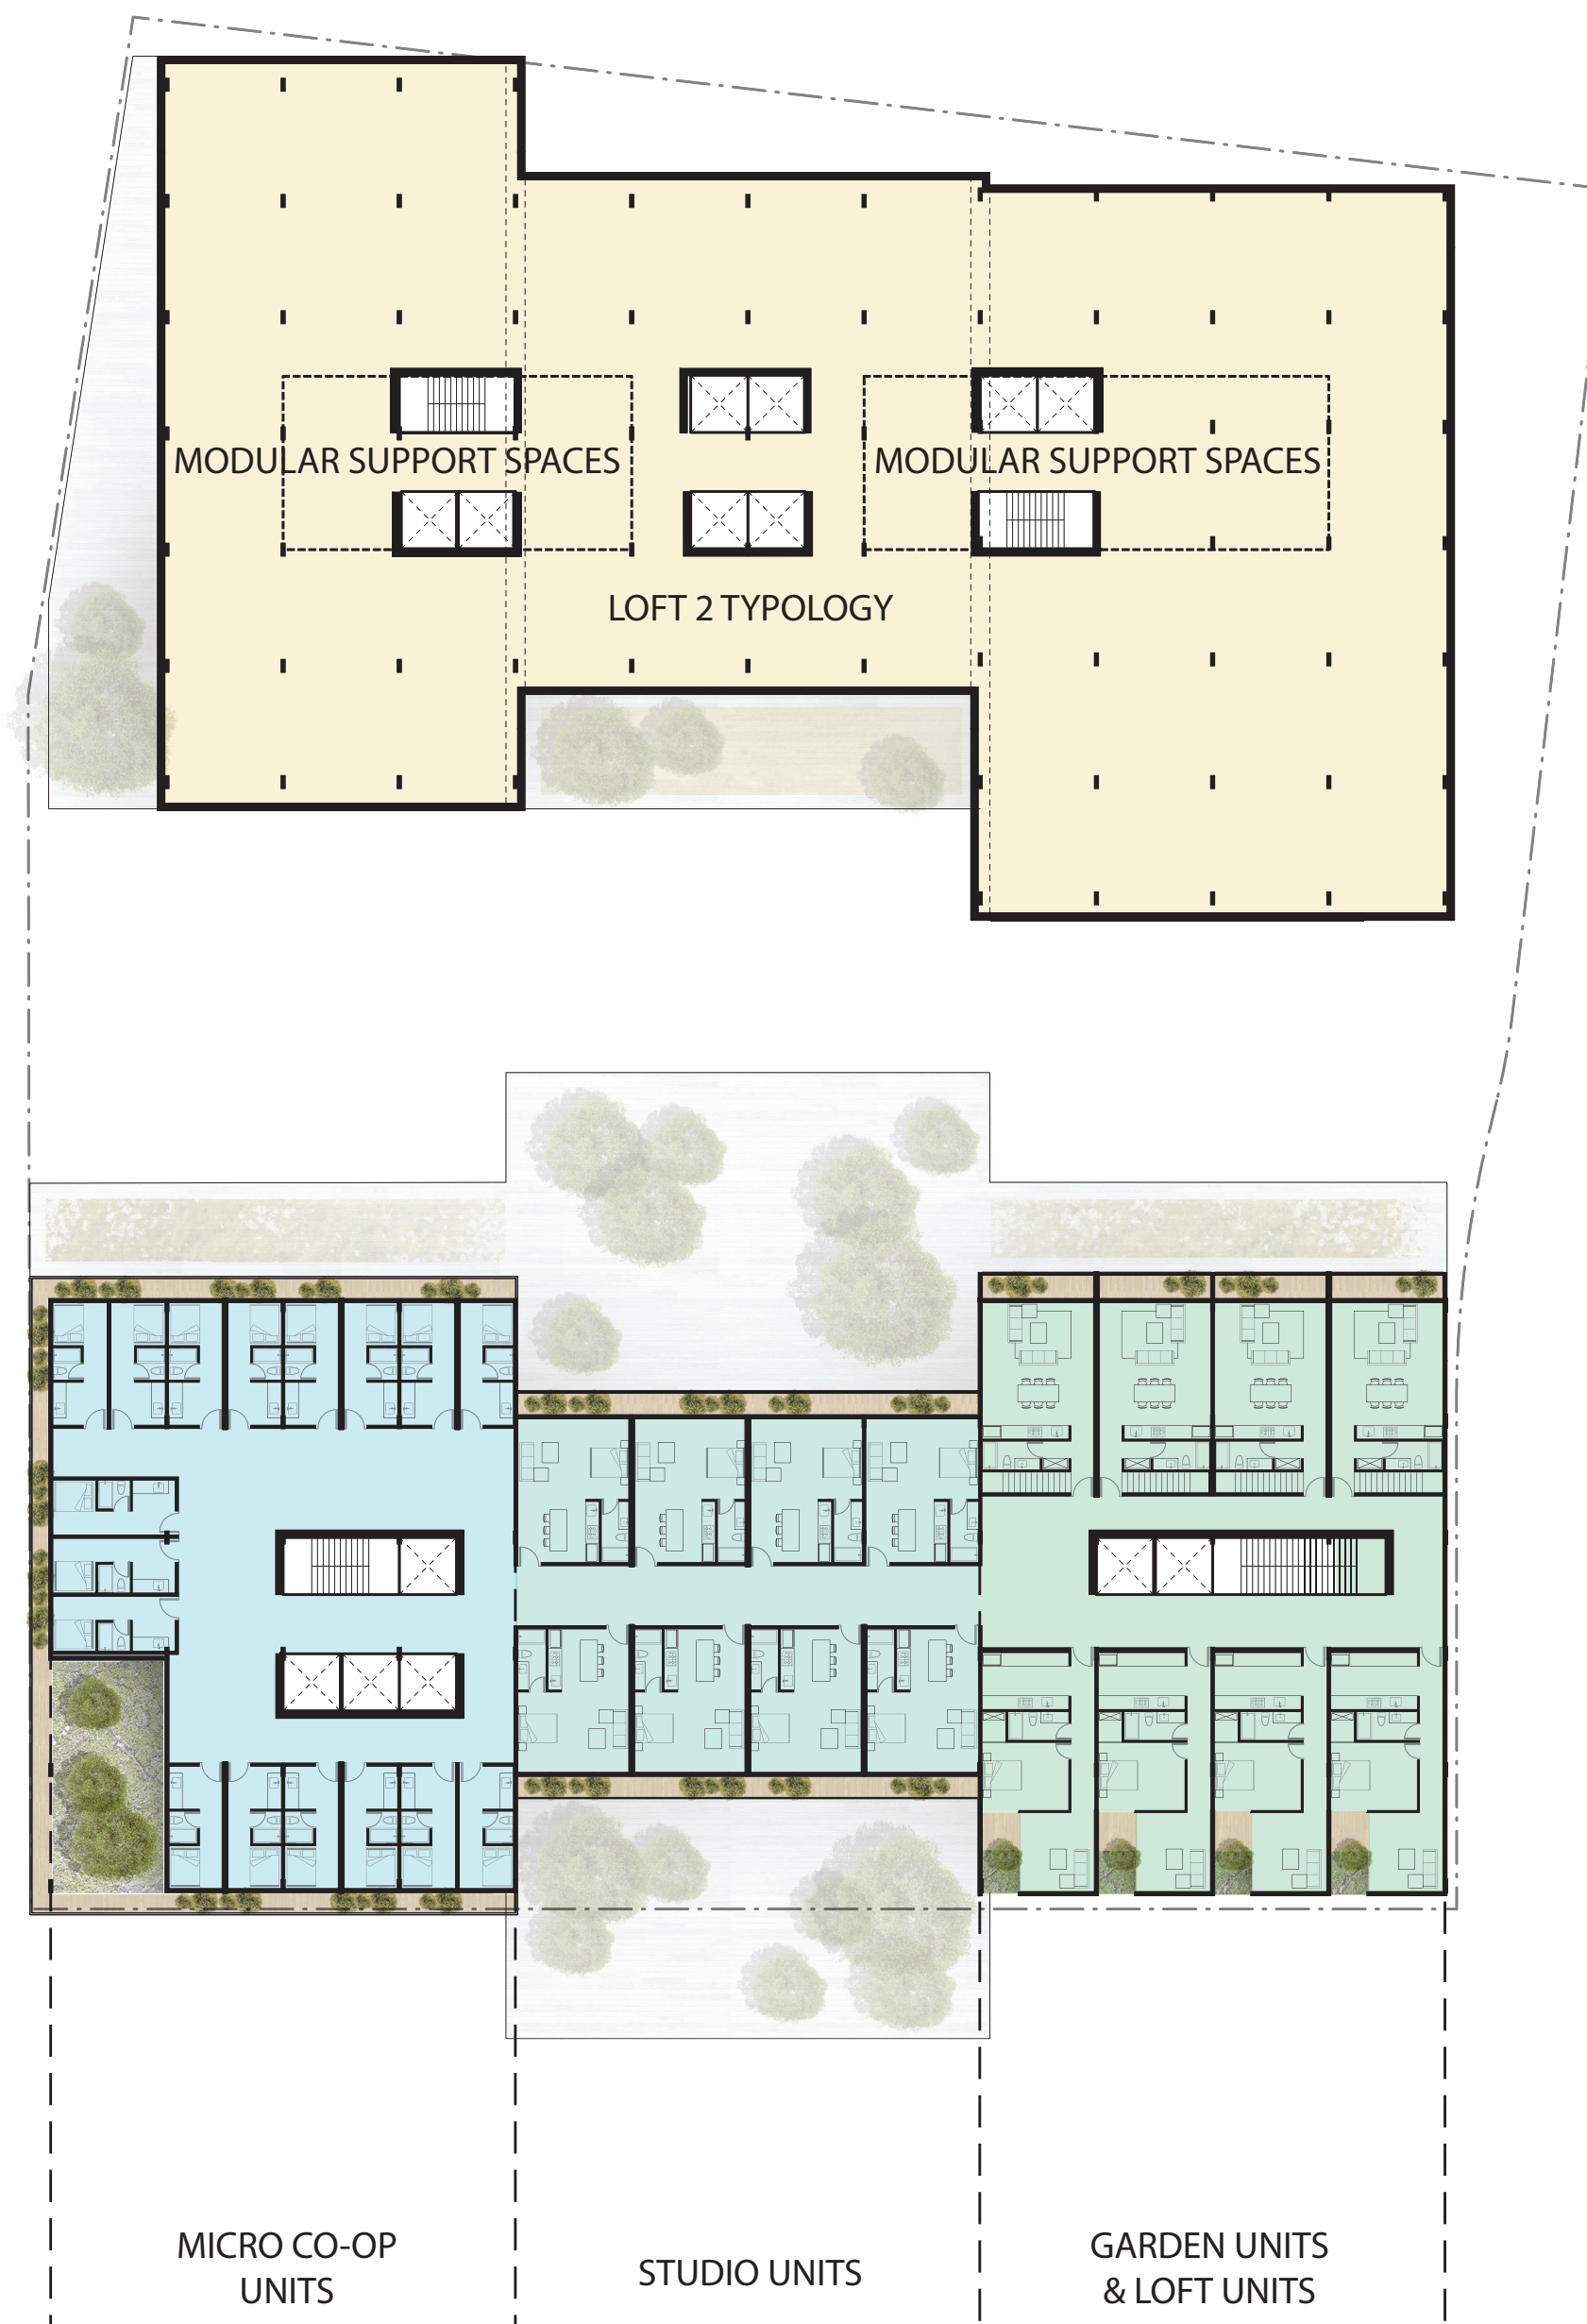 MODULAR SUPPORT SPACES
MODULAR SUPPORT SPACES
LOFT 2 TYPOLOGY
MICRO CO-OP
UNITS
STUDIO UNITS
GARDEN UNITS
& LOFT UNITS